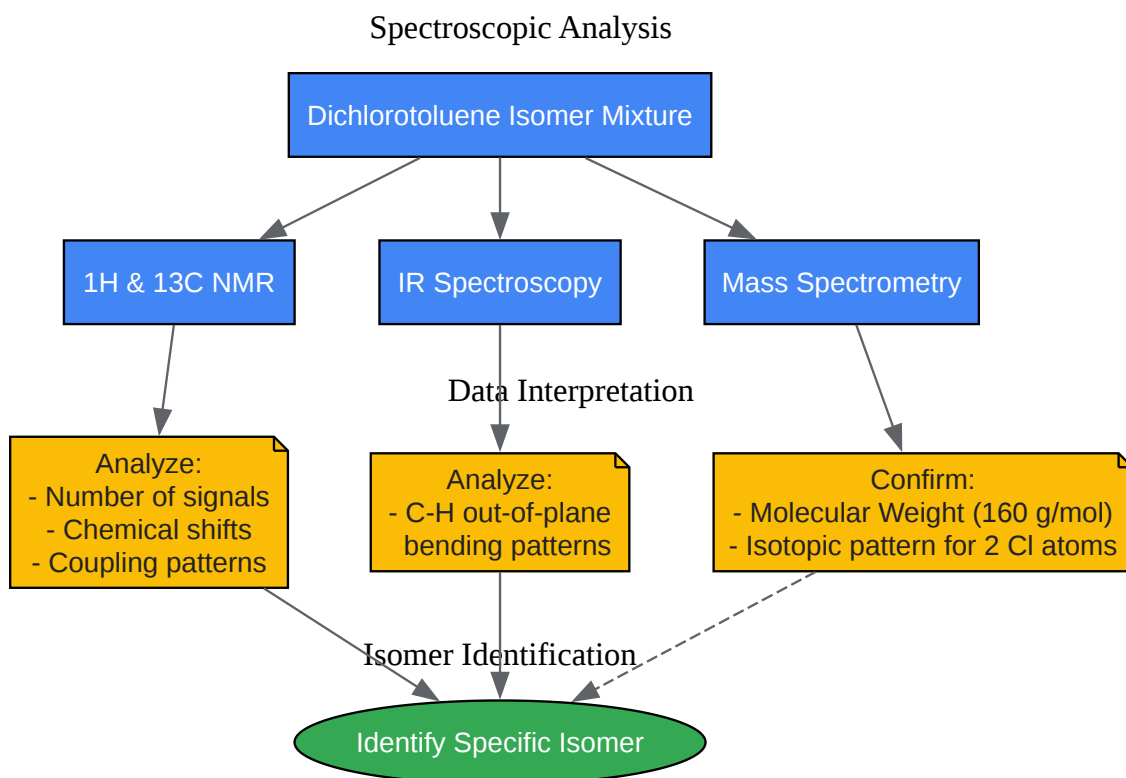 Spectroscopic Analysis
Dichlorotoluene Isomer Mixture
1H & 13C NMR
IR Spectroscopy
Mass Spectrometry
Data Interpretation
Analyze:
- Number of signals
- Chemical shifts
- Coupling patterns
Analyze:
- C-H out-of-plane
bending patterns
Confirm:
- Molecular Weight (160 g/mol)
- Isotopic pattern for 2 Cl atoms
Isomer Identification
Identify Specific Isomer